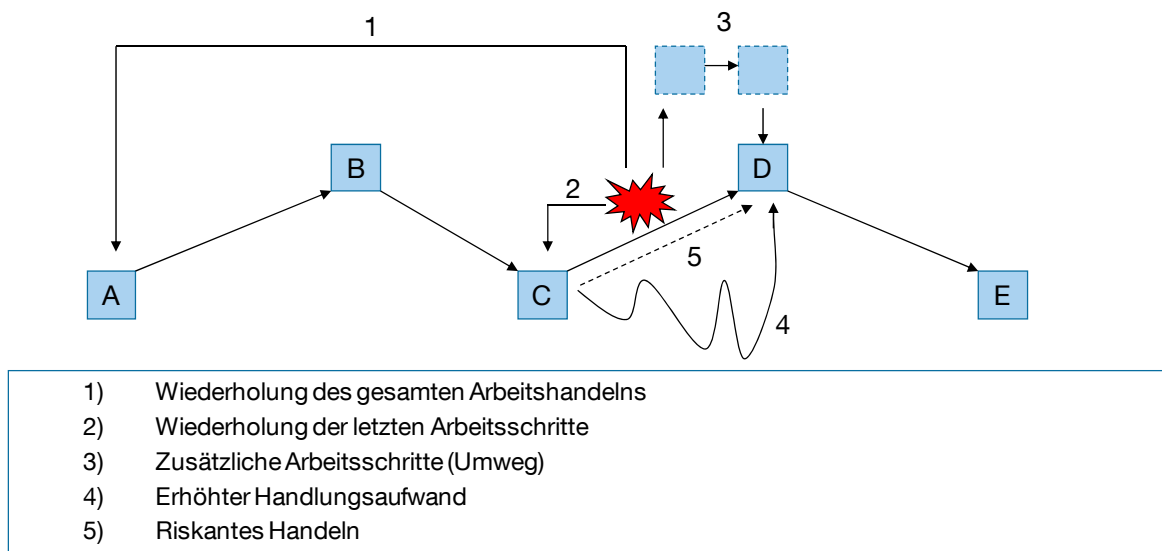 1
3
B
D
2
5
A
C
E
4
1) Wiederholung des gesamten Arbeitshandelns
2) Wiederholung der letzten Arbeitsschritte
3) Zusätzliche Arbeitsschritte (Umweg)
4) Erhöhter Handlungsaufwand
5) Riskantes Handeln